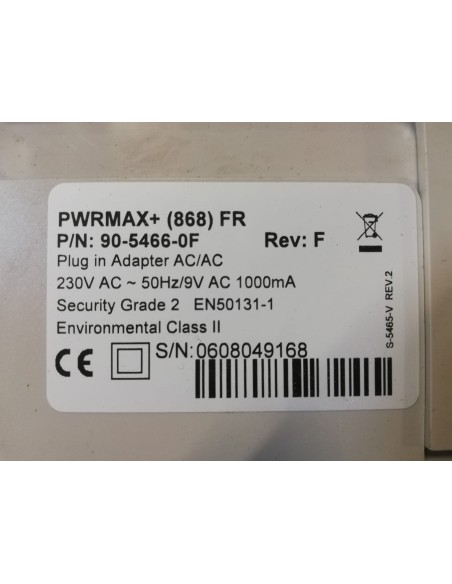 PWRMAX+ (868) FR
P/N: 90-5466-0F Rev: F
Plug in Adapter AC/AC
230V AC ~ 50Hz/9V AC 1000mA
Security Grade 2 EN50131-1
Environmental Class II
CE S/N:0608049168
S-5465-V REV.2